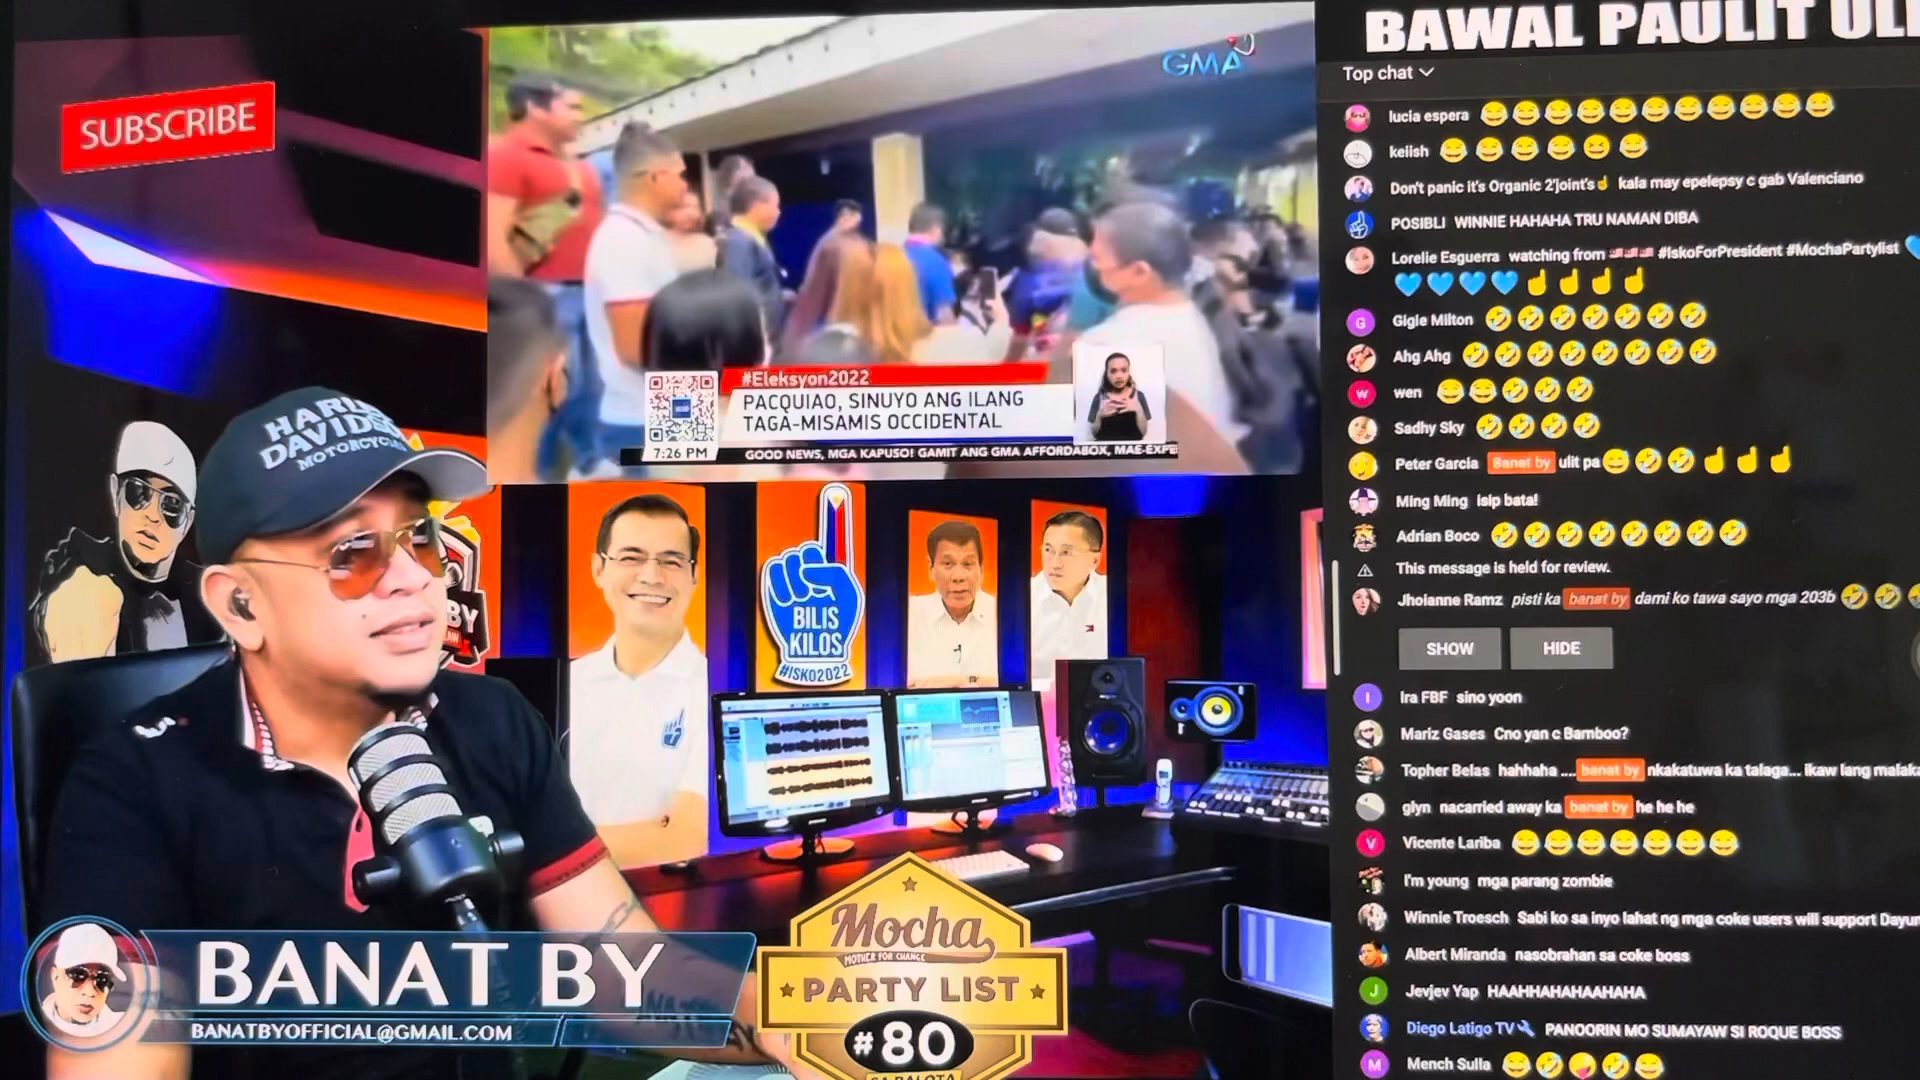 SUBSCRIBE
GMA
#Eleksyon2022
PACQUIAO, SINUYO ANG ILANG
TAGA-MISAMIS OCCIDENTAL
7:26 PM
GOOD NEWS, MGA KAPUSO! GAMIT ANG GMA AFFORDABOX, MAE-EXPE
HARLEY
DAVIDSON
MOTORCYCLES
BY
BILIS
KILOS
#ISKO2022
BANAT BY
BANATBYOFFICIAL@GMAIL.COM
Mocha
MOTHER FOR CHANGE
PARTY LIST
#80
SA BALOTA
BAWAL PAULIT ULI
Top chat
lucia espera 😂😂😂😂😂😂😂😂😂😂😂
keiish 😂😂😂😂😆😂
Don't panic it's Organic 2'joint's☝ kala may epelepsy c gab Valenciano
POSIBLI WINNIE HAHAHA TRU NAMAN DIBA
Lorelie Esguerra watching from 🇺🇸🇺🇸🇺🇸 #IskoForPresident #MochaPartylist 💙
💙💙💙💙☝☝☝☝
Gigie Milton 🤣🤣🤣🤣🤣🤣🤣
Ahg Ahg 🤣🤣🤣🤣🤣🤣🤣🤣
wen 😂😂🤣🤣🤣
Sadhy Sky 🤣🤣🤣🤣
Peter Garcia Banat by ulit pa😂🤣🤣☝☝☝
Ming Ming isip bata!
Adrian Boco 🤣🤣🤣🤣🤣🤣🤣🤣
This message is held for review.
Jhoianne Ramz pisti ka banat by dami ko tawa sayo mga 203b 🤣🤣🤣
SHOW HIDE
Ira FBF sino yoon
Mariz Gases Cno yan c Bamboo?
Topher Belas hahhaha ....banat by nkakatuwa ka talaga... ikaw lang malaka
glyn nacarried away ka banat by he he he
Vicente Lariba 😂😂😂😂😂😂😂
I'm young mga parang zombie
Winnie Troesch Sabi ko sa inyo lahat ng mga coke users will support Dayun
Albert Miranda nasobrahan sa coke boss
Jevjev Yap HAAHHAHAHAAHAHA
Diego Latigo TV🔧 PANOORIN MO SUMAYAW SI ROQUE BOSS
Mench Sulla 😂🤣🤪🤣😂